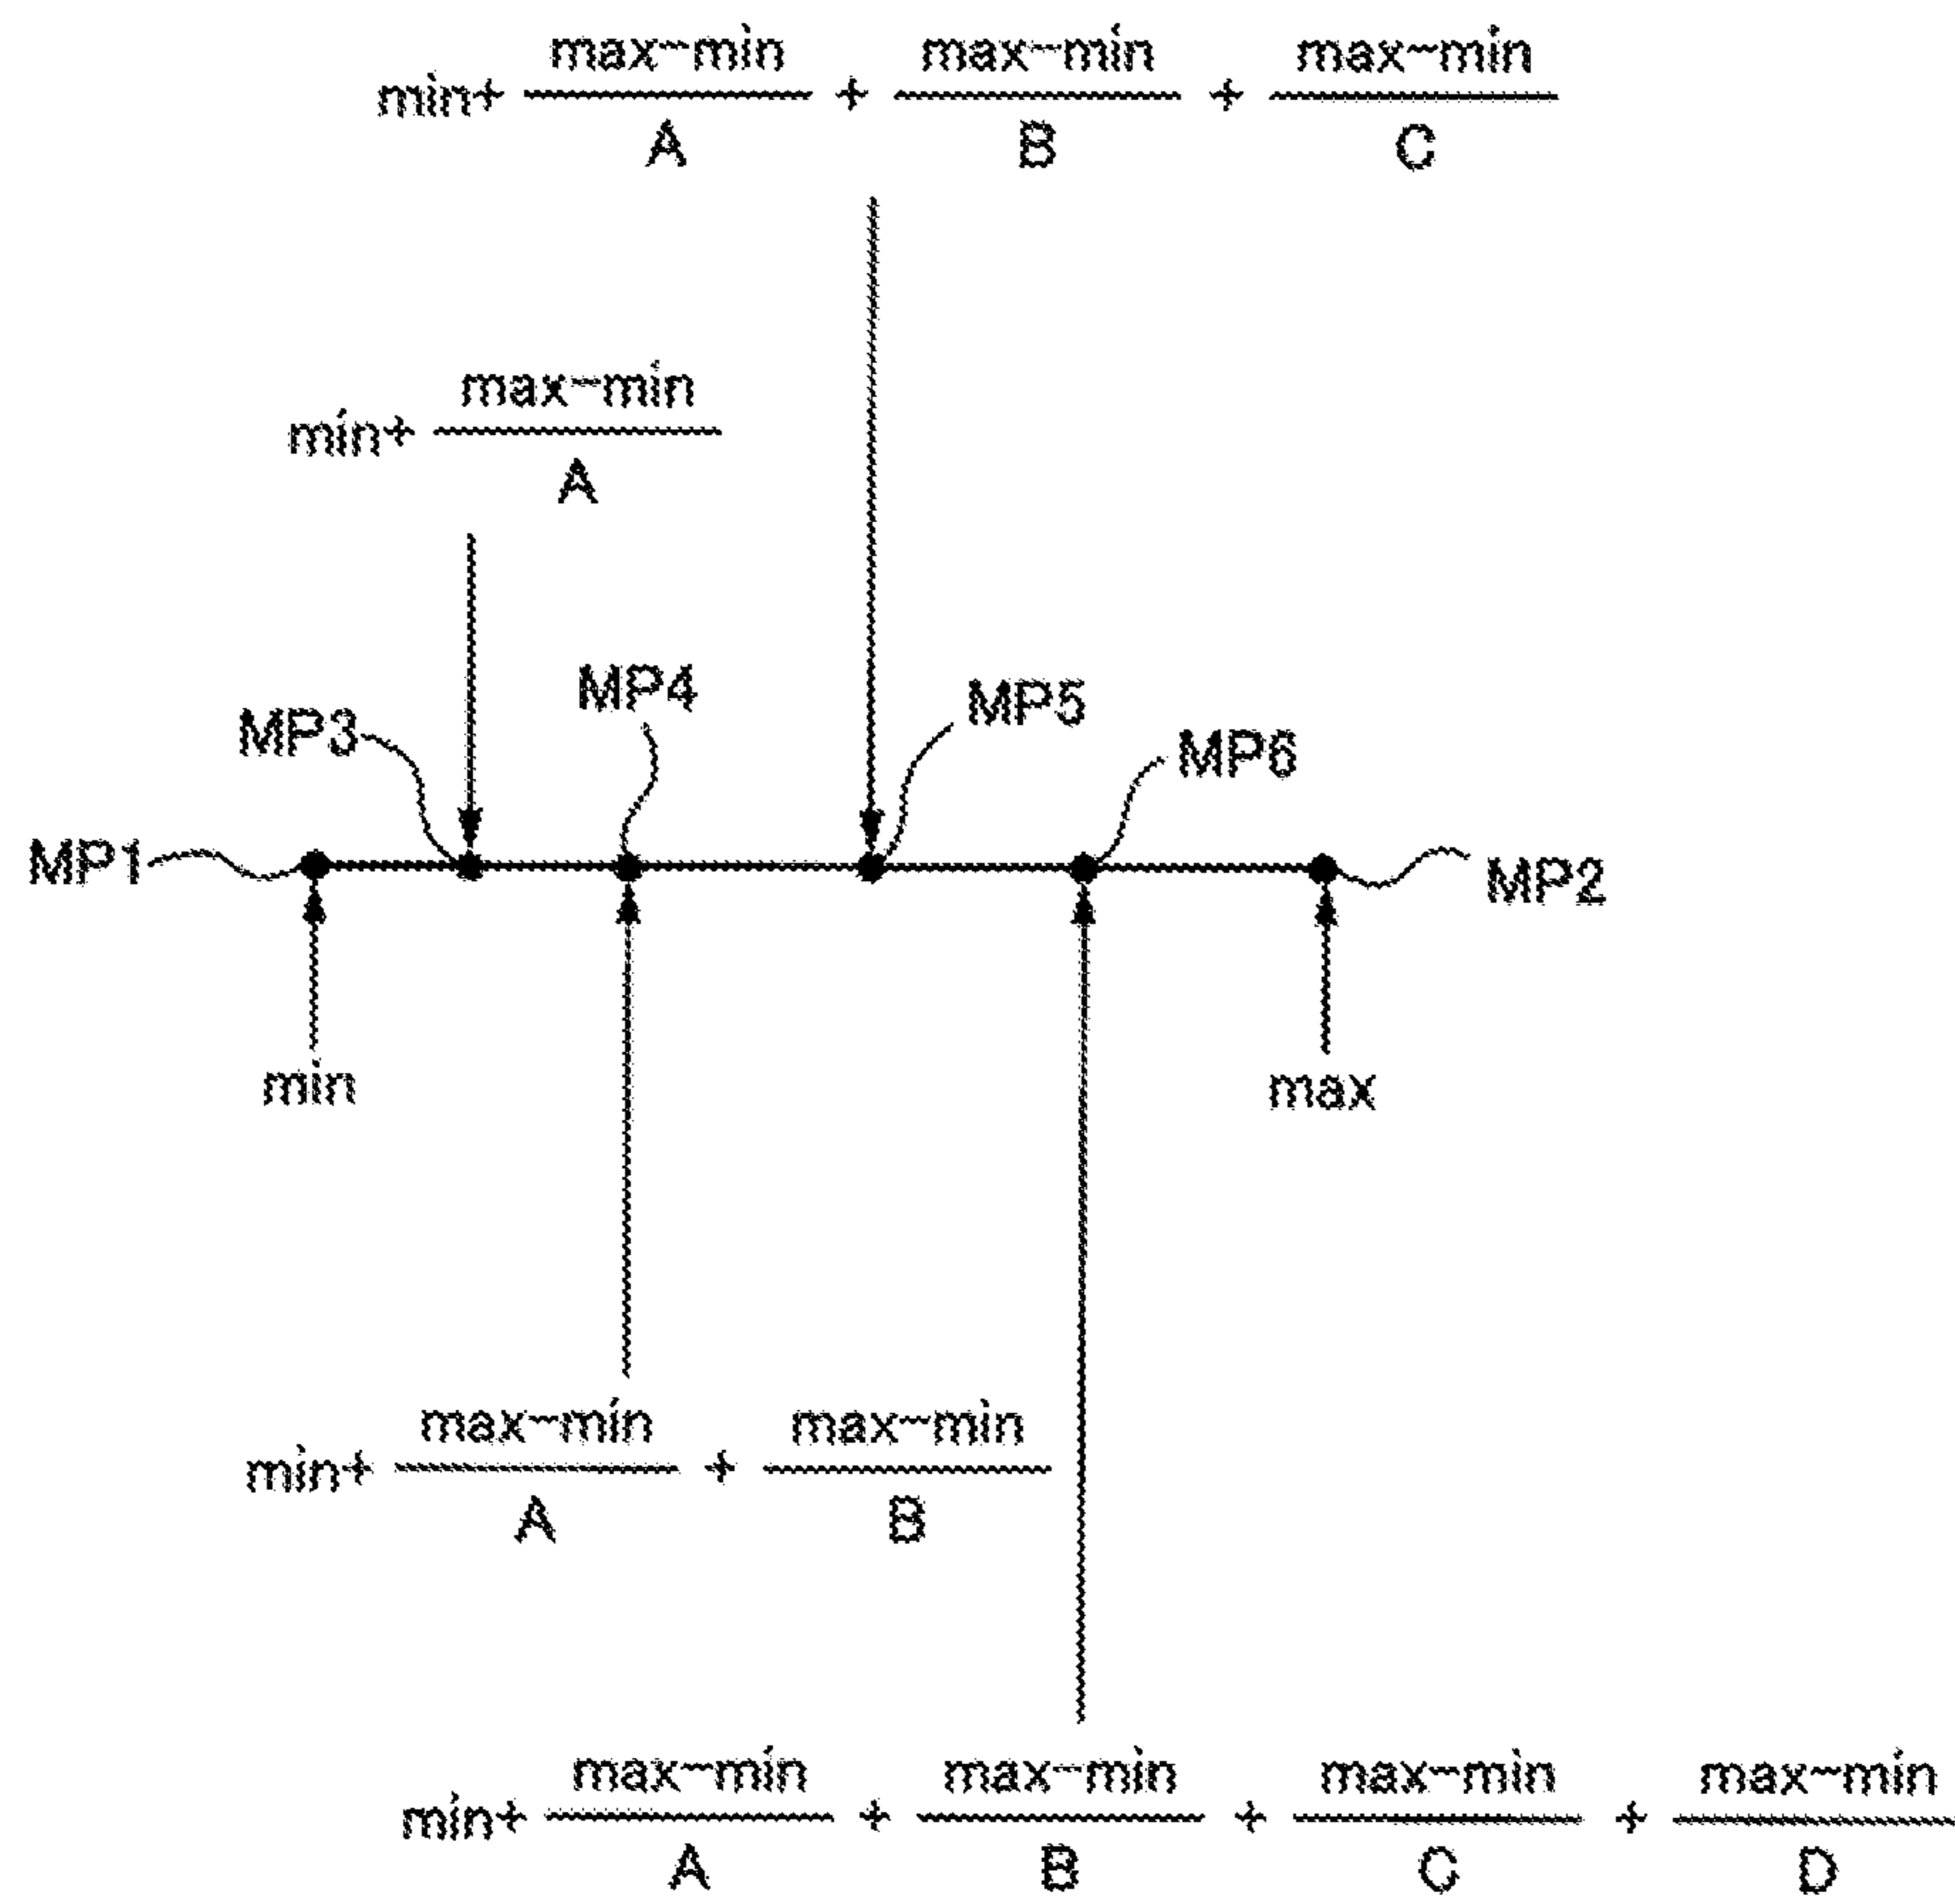 max-min max-min max-min
min+ + +
A B C
max-min
min+
A
MP4
MP5
MP3
MP6
MP1
MP2
min
max
max-min max-min
min+ +
A B
max-min max-min max-min max-min
min+ + + +
A B C D